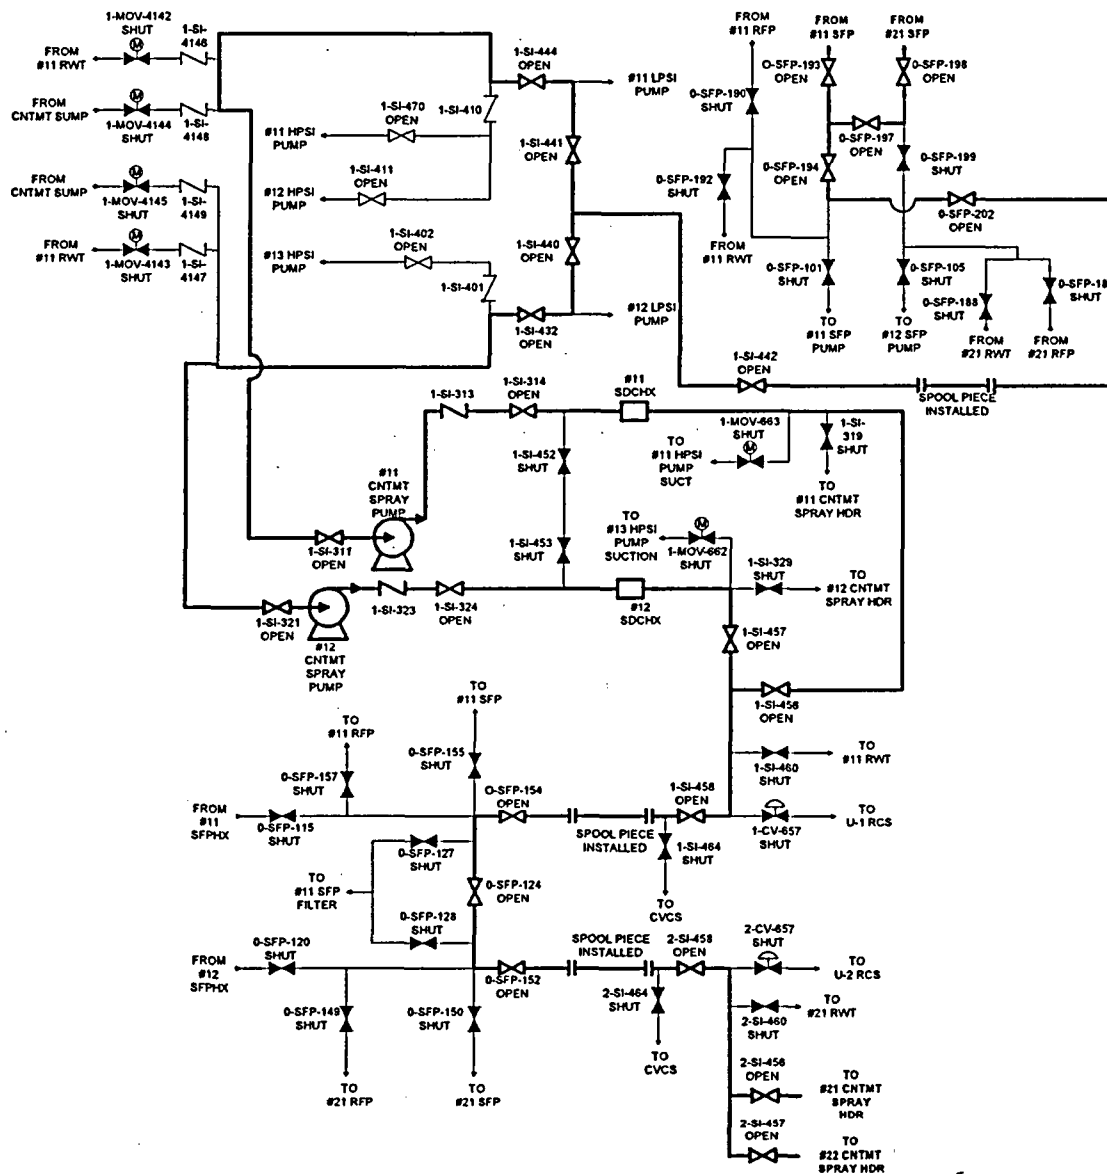 1-MOV-4142
SHUT
1-SI-
4146
FROM
#11 RWT
M
FROM
CNTMT SUMP
M
1-MOV-4144
SHUT
1-SI-
4148
FROM
CNTMT SUMP
M
1-MOV-4145
SHUT
1-SI-
4149
FROM
#11 RWT
M
1-MOV-4143
SHUT
1-SI-
4147
1-SI-444
OPEN
#11 LPSI
PUMP
1-SI-470
OPEN
1-SI-410
#11 HPSI
PUMP
1-SI-441
OPEN
1-SI-411
OPEN
#12 HPSI
PUMP
1-SI-402
OPEN
1-SI-440
OPEN
#13 HPSI
PUMP
1-SI-401
1-SI-432
OPEN
#12 LPSI
PUMP
FROM
#11 RFP
FROM
#11 SFP
FROM
#21 SFP
O-SFP-193
OPEN
0-SFP-198
OPEN
0-SFP-190
SHUT
0-SFP-197
OPEN
0-SFP-194
OPEN
0-SFP-199
SHUT
0-SFP-192
SHUT
0-SFP-202
OPEN
FROM
#11 RWT
0-SFP-101
SHUT
0-SFP-105
SHUT
0-SFP-18
SHUT
0-SFP-188
SHUT
TO
#11 SFP
PUMP
TO
#12 SFP
PUMP
FROM
#21 RWT
FROM
#21 RFP
1-SI-442
OPEN
SPOOL PIECE
INSTALLED
1-SI-313
1-SI-314
OPEN
#11
SDCHX
1-MOV-663
SHUT
M
1-SI-
319
SHUT
TO
#11 HPSI
PUMP
SUCT
TO
#11 CNTMT
SPRAY HDR
1-SI-452
SHUT
#11
CNTMT
SPRAY
PUMP
1-SI-311
OPEN
1-SI-453
SHUT
TO
#13 HPSI
PUMP
SUCTION
M
1-MOV-662
SHUT
1-SI-329
SHUT
TO
#12 CNTMT
SPRAY HDR
1-SI-321
OPEN
1-SI-323
1-SI-324
OPEN
#12
SDCHX
#12
CNTMT
SPRAY
PUMP
1-SI-457
OPEN
1-SI-456
OPEN
TO
#11 SFP
TO
#11 RFP
0-SFP-155
SHUT
1-SI-460
SHUT
TO
#11 RWT
0-SFP-157
SHUT
O-SFP-154
OPEN
1-SI-458
OPEN
FROM
#11
SFPHX
0-SFP-115
SHUT
SPOOL PIECE
INSTALLED
TO
U-1 RCS
1-CV-657
SHUT
0-SFP-127
SHUT
1-SI-464
SHUT
TO
#11 SFP
FILTER
0-SFP-124
OPEN
TO
CVCS
0-SFP-128
SHUT
0-SFP-120
SHUT
SPOOL PIECE
INSTALLED
2-SI-458
OPEN
2-CV-657
SHUT
FROM
#12
SFPHX
0-SFP-152
OPEN
TO
U-2 RCS
0-SFP-149
SHUT
0-SFP-150
SHUT
2-SI-464
SHUT
2-SI-460
SHUT
TO
#21 RWT
TO
CVCS
TO
#21 RFP
TO
#21 SFP
2-SI-456
OPEN
TO
#21 CNTMT
SPRAY
HDR
2-SI-457
OPEN
TO
#22 CNTMT
SPRAY HDR